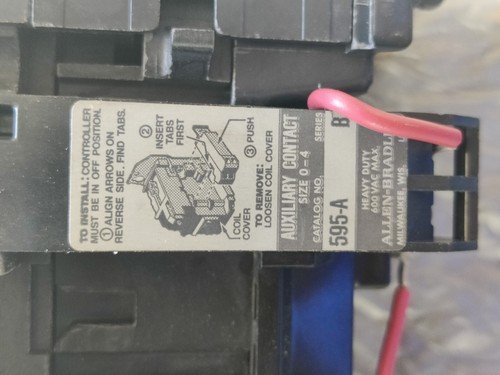 TO INSTALL: CONTROLLER
MUST BE IN OFF POSITION.
① ALIGN ARROWS ON
REVERSE SIDE, FIND TABS.
② INSERT
TABS
FIRST
③ PUSH
COIL
COVER
TO REMOVE:
LOOSEN COIL COVER
AUXILIARY CONTACT
SIZE 0-4
CATALOG NO. SERIES
595-A B
HEAVY DUTY
600 VAC MAX.
ALLEN-BRADLEY
MILWAUKEE, WIS.